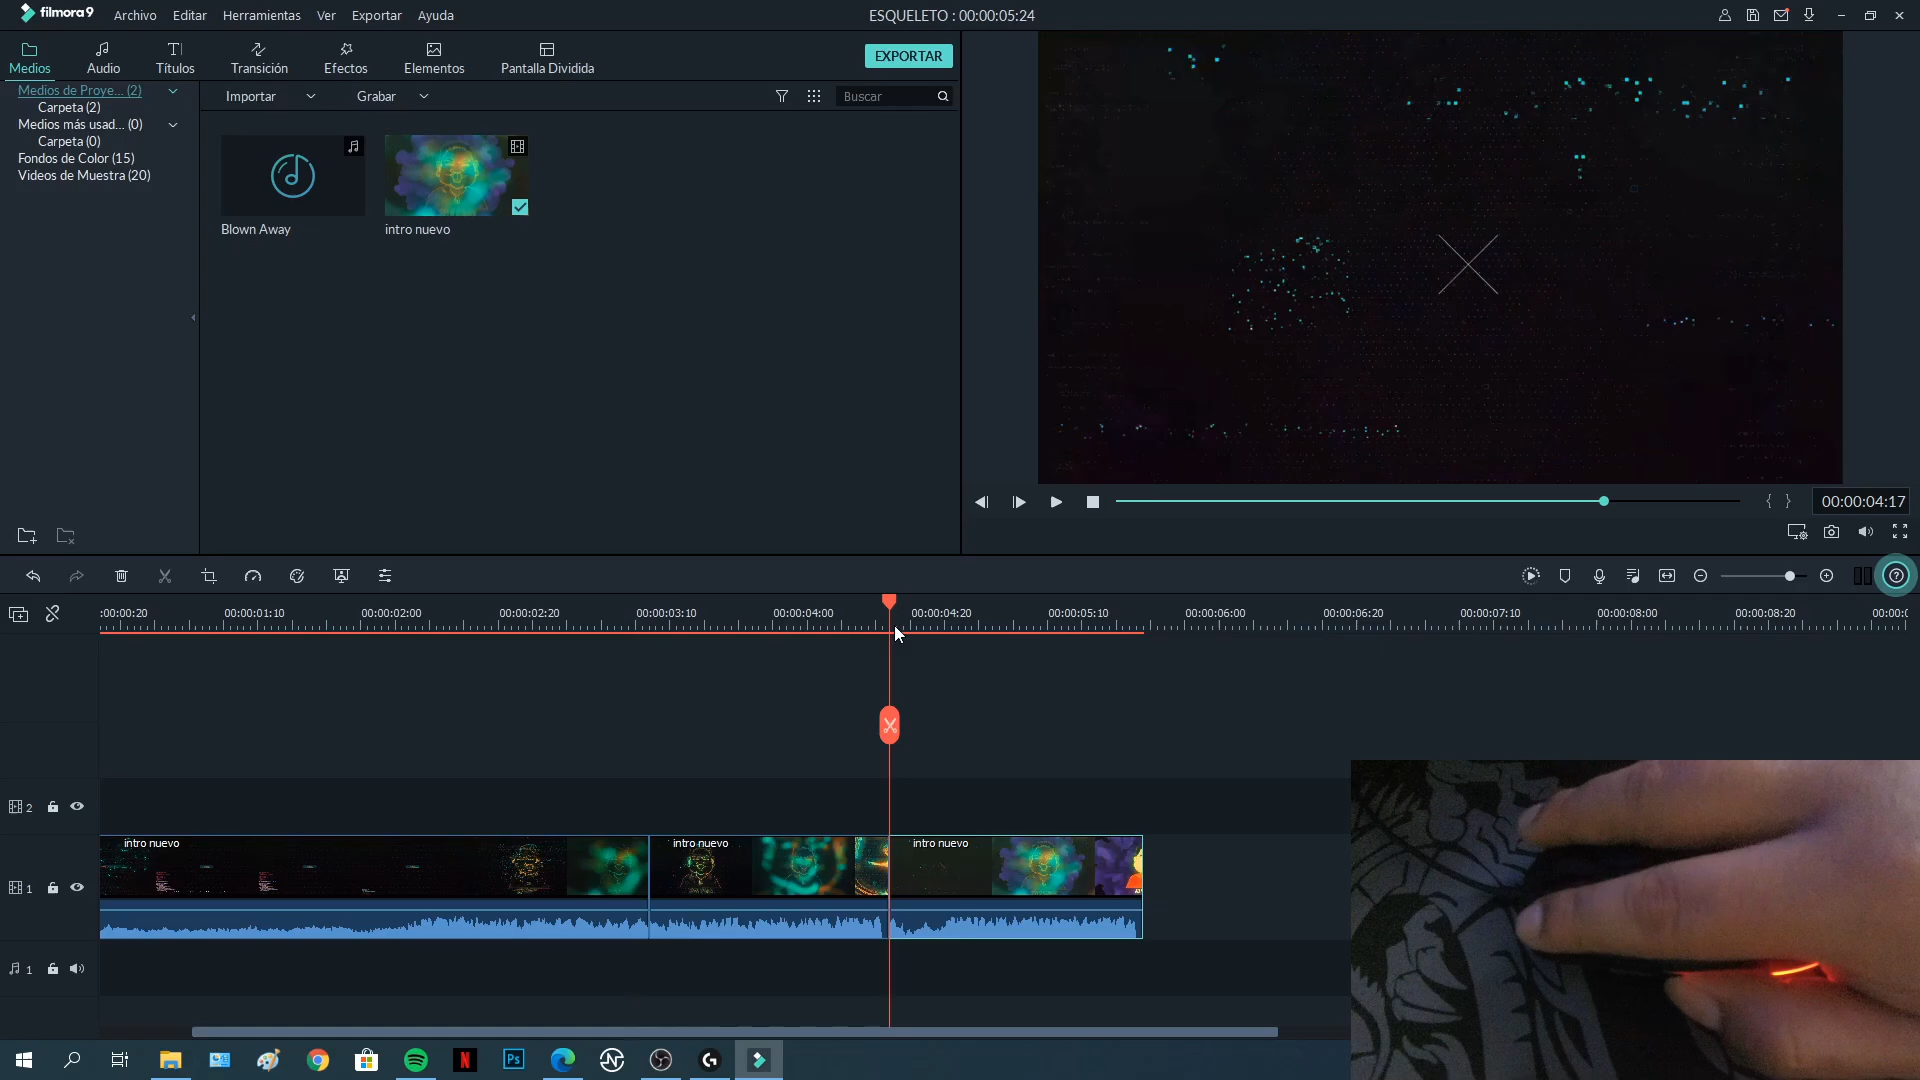 filmora9
Archivo Editar Herramientas Ver Exportar Ayuda
ESQUELETO : 00:00:05:24
Medios Audio Títulos Transición Efectos Elementos Pantalla Dividida
EXPORTAR
Medios de Proye... (2)
Carpeta (2)
Medios más usad... (0)
Carpeta (0)
Fondos de Color (15)
Videos de Muestra (20)
Importar Grabar Buscar
Blown Away intro nuevo
{ } 00:00:04:17
:00:00:20 00:00:01:10 00:00:02:00 00:00:02:20 00:00:03:10 00:00:04:00 00:00:04:20 00:00:05:10 00:00:06:00 00:00:06:20 00:00:07:10 00:00:08:00 00:00:08:20
2
intro nuevo intro nuevo intro nuevo
1
1
N Ps